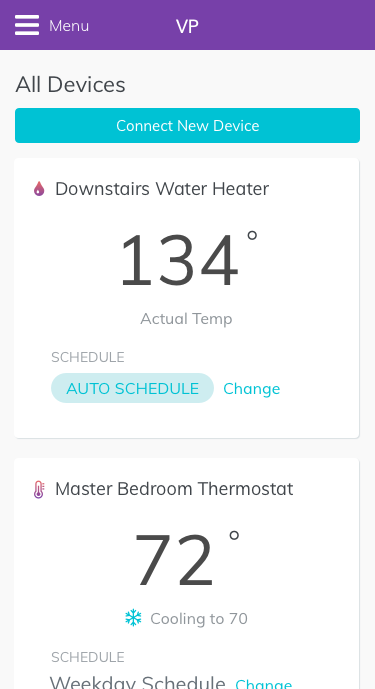 Menu
VP
All Devices
Connect New Device
Downstairs Water Heater
134°
Actual Temp
SCHEDULE
AUTO SCHEDULE Change
Master Bedroom Thermostat
72°
Cooling to 70
SCHEDULE
Weekday Schedule Change